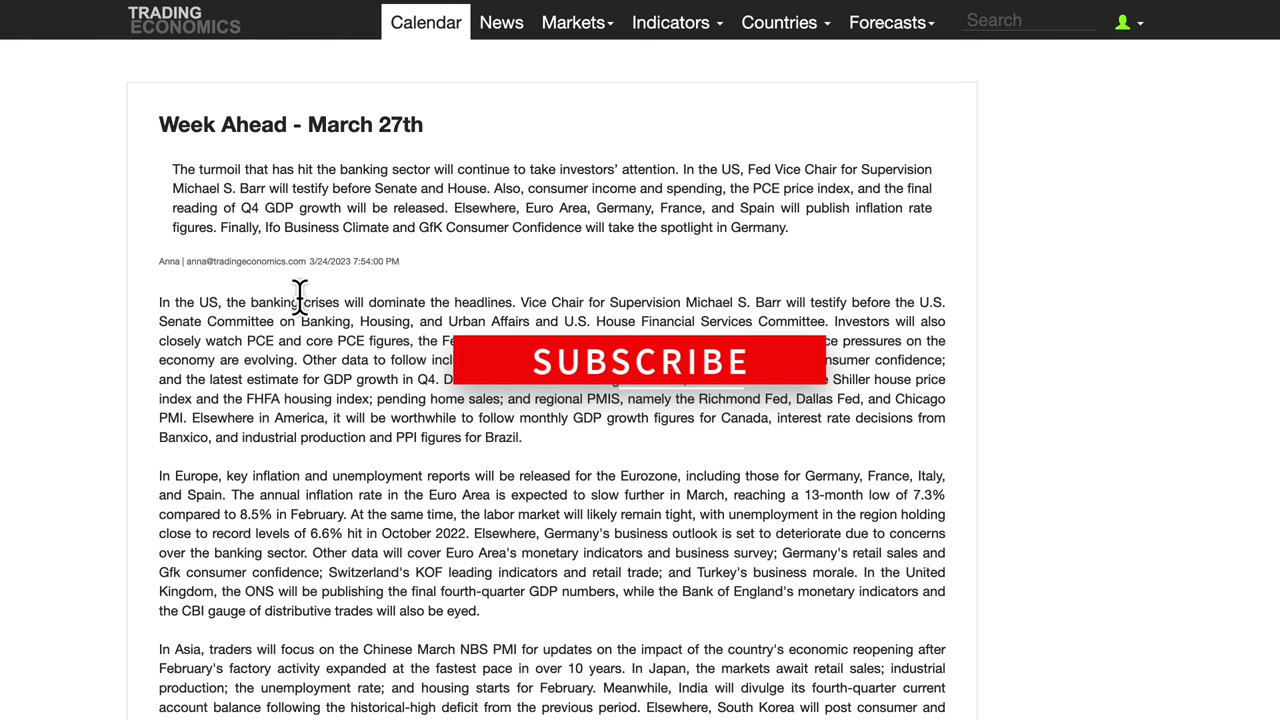 TRADING
ECONOMICS
Calendar News Markets Indicators Countries Forecasts Search
Week Ahead - March 27th
The turmoil that has hit the banking sector will continue to take investors’ attention. In the US, Fed Vice Chair for Supervision
Michael S. Barr will testify before Senate and House. Also, consumer income and spending, the PCE price index, and the final
reading of Q4 GDP growth will be released. Elsewhere, Euro Area, Germany, France, and Spain will publish inflation rate
figures. Finally, Ifo Business Climate and GfK Consumer Confidence will take the spotlight in Germany.
Anna | anna@tradingeconomics.com 3/24/2023 7:54:00 PM
In the US, the banking crises will dominate the headlines. Vice Chair for Supervision Michael S. Barr will testify before the U.S.
Senate Committee on Banking, Housing, and Urban Affairs and U.S. House Financial Services Committee. Investors will also
closely watch PCE and core PCE figures, the pressures on the
economy are evolving. Other data to follow confidence;
SUBSCRIBE
and the latest estimate for GDP growth in Q4. Shiller house price
index and the FHFA housing index; pending home sales; and regional PMIS, namely the Richmond Fed, Dallas Fed, and Chicago
PMI. Elsewhere in America, it will be worthwhile to follow monthly GDP growth figures for Canada, interest rate decisions from
Banxico, and industrial production and PPI figures for Brazil.
In Europe, key inflation and unemployment reports will be released for the Eurozone, including those for Germany, France, Italy,
and Spain. The annual inflation rate in the Euro Area is expected to slow further in March, reaching a 13-month low of 7.3%
compared to 8.5% in February. At the same time, the labor market will likely remain tight, with unemployment in the region holding
close to record levels of 6.6% hit in October 2022. Elsewhere, Germany's business outlook is set to deteriorate due to concerns
over the banking sector. Other data will cover Euro Area's monetary indicators and business survey; Germany's retail sales and
Gfk consumer confidence; Switzerland's KOF leading indicators and retail trade; and Turkey's business morale. In the United
Kingdom, the ONS will be publishing the final fourth-quarter GDP numbers, while the Bank of England's monetary indicators and
the CBI gauge of distributive trades will also be eyed.
In Asia, traders will focus on the Chinese March NBS PMI for updates on the impact of the country's economic reopening after
February's factory activity expanded at the fastest pace in over 10 years. In Japan, the markets await retail sales; industrial
production; the unemployment rate; and housing starts for February. Meanwhile, India will divulge its fourth-quarter current
account balance following the historical-high deficit from the previous period. Elsewhere, South Korea will post consumer and